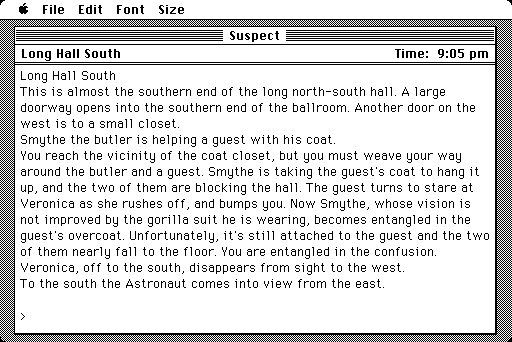 File Edit Font Size
Suspect
Long Hall South Time: 9:05 pm
Long Hall South
This is almost the southern end of the long north-south hall. A large
doorway opens into the southern end of the ballroom. Another door on the
west is to a small closet.
Smythe the butler is helping a guest with his coat.
You reach the vicinity of the coat closet, but you must weave your way
around the butler and a guest. Smythe is taking the guest's coat to hang it
up, and the two of them are blocking the hall. The guest turns to stare at
Veronica as she rushes off, and bumps you. Now Smythe, whose vision is
not improved by the gorilla suit he is wearing, becomes entangled in the
guest's overcoat. Unfortunately, it's still attached to the guest and the two
of them nearly fall to the floor. You are entangled in the confusion.
Veronica, off to the south, disappears from sight to the west.
To the south the Astronaut comes into view from the east.
>